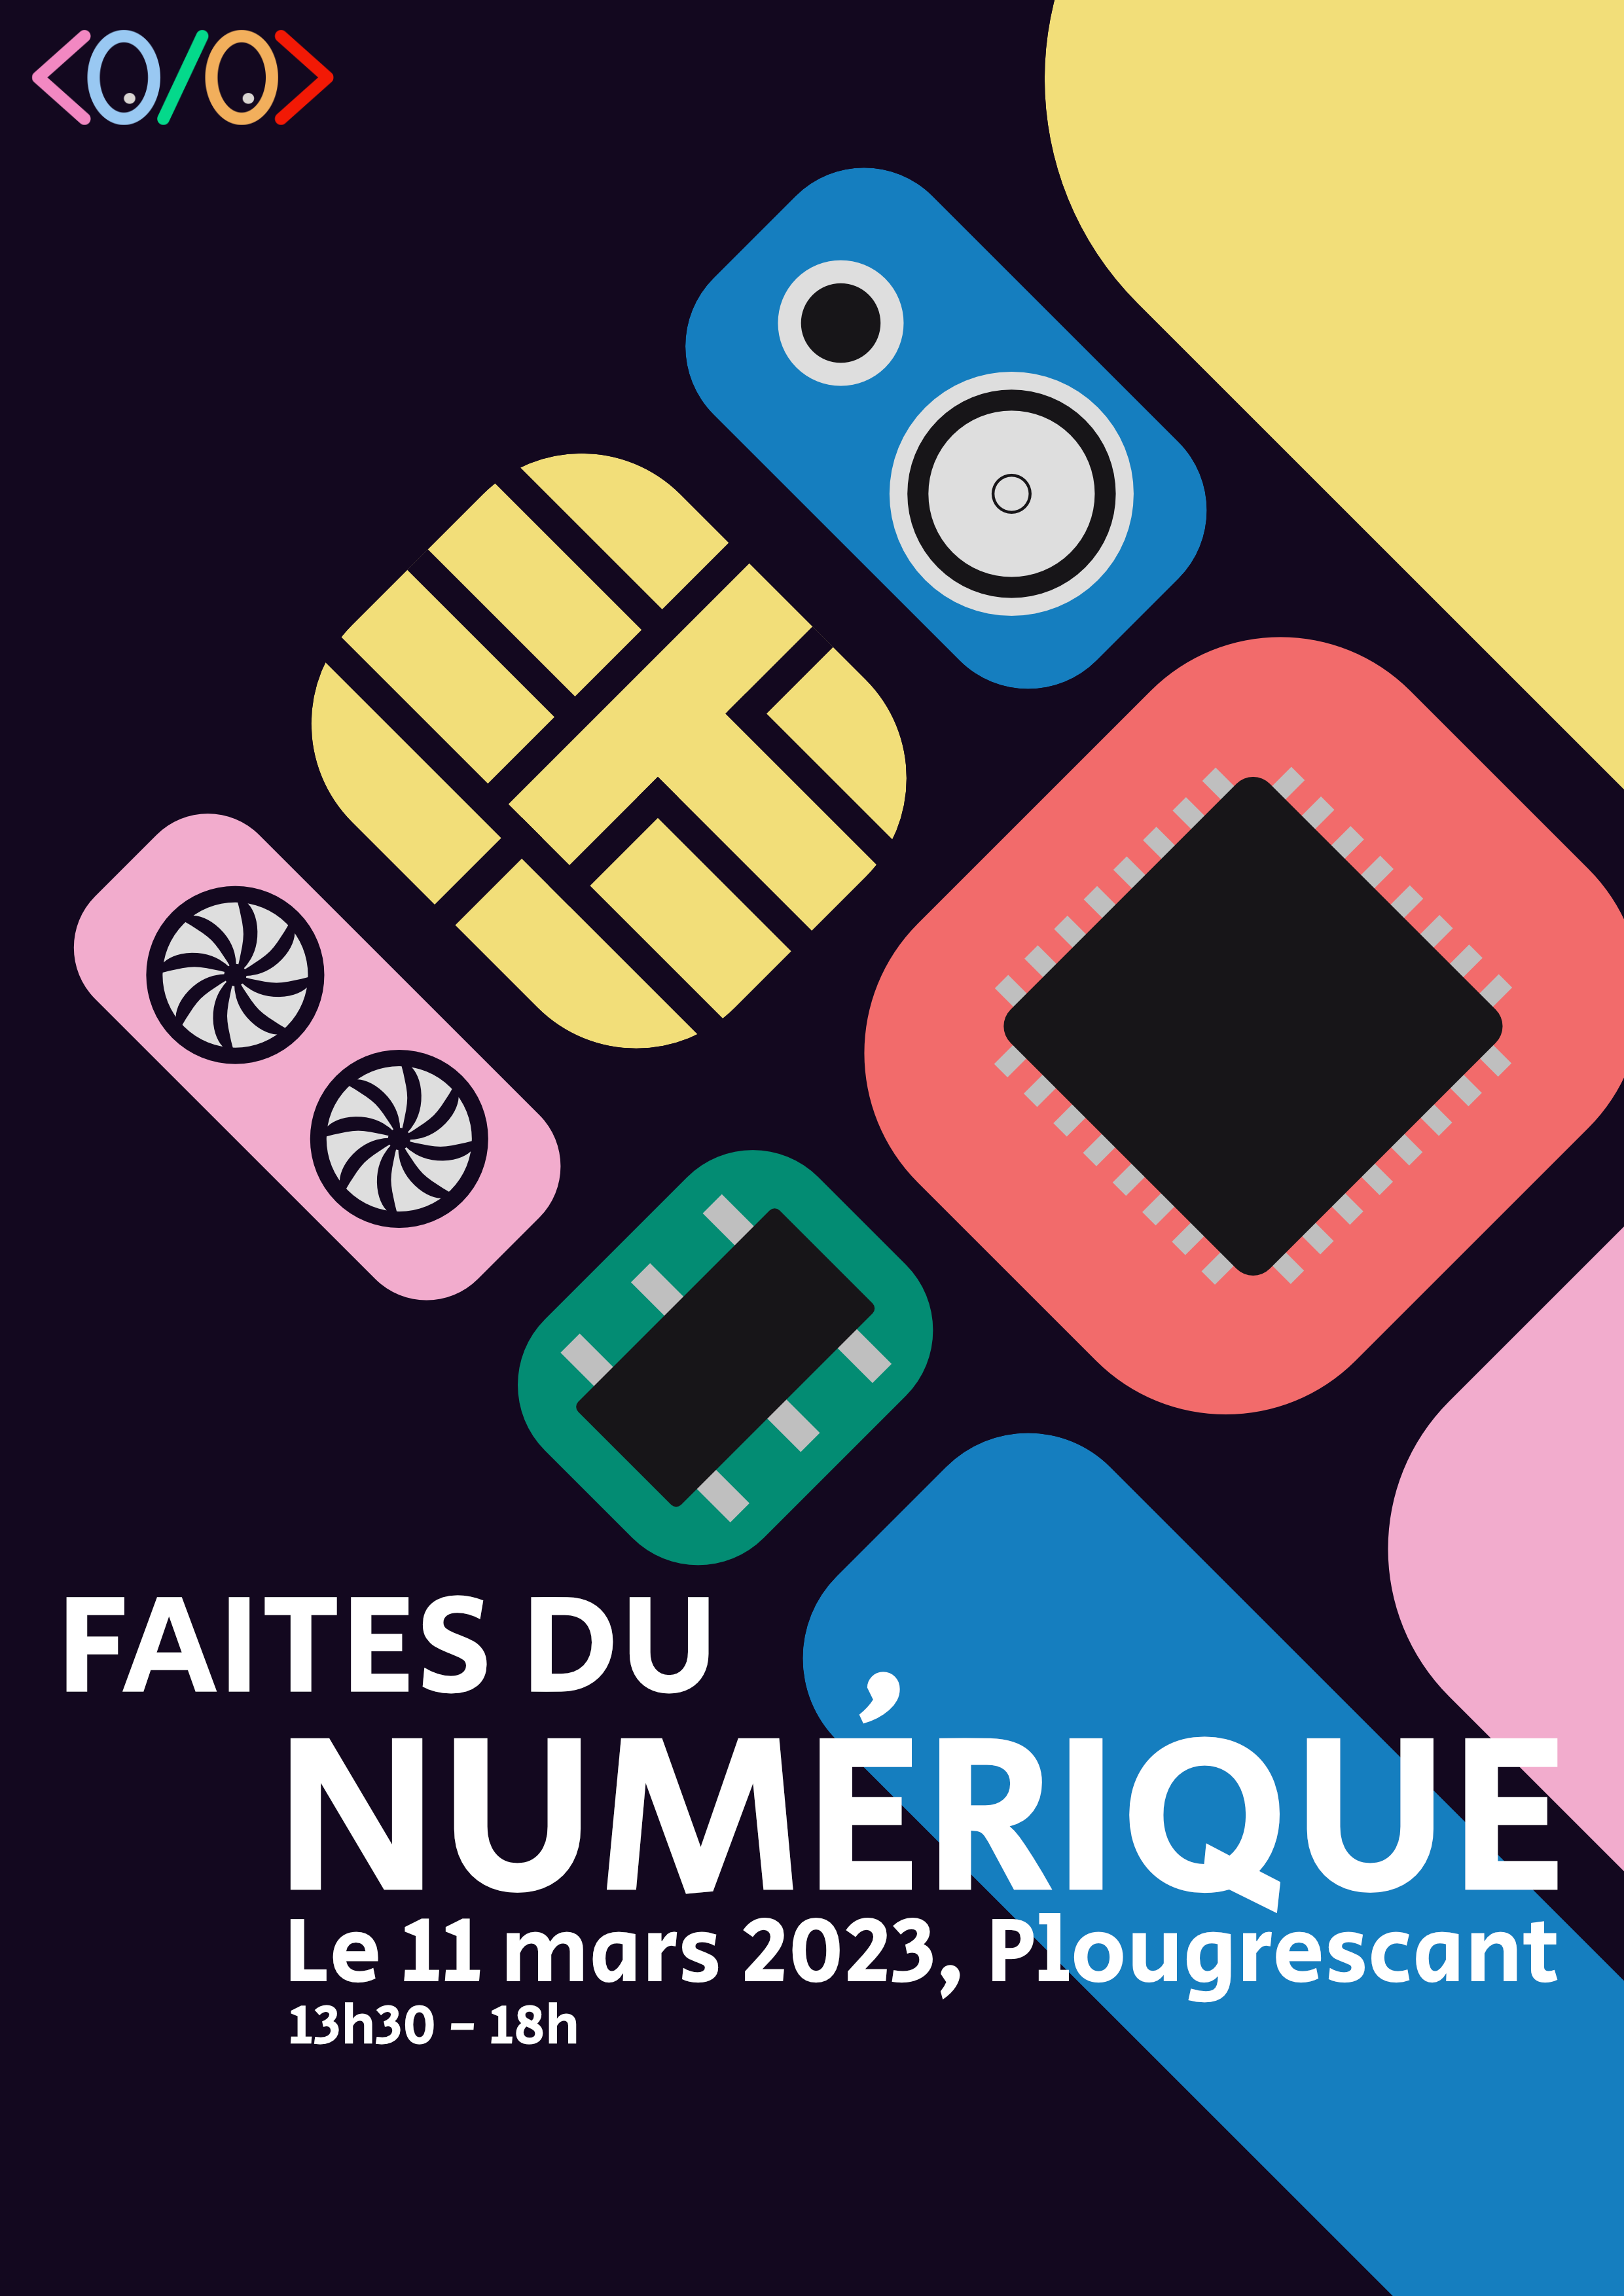 <O/O>
FAITES DU
NUMÉRIQUE
Le 11 mars 2023, Plougrescant
13h30 – 18h